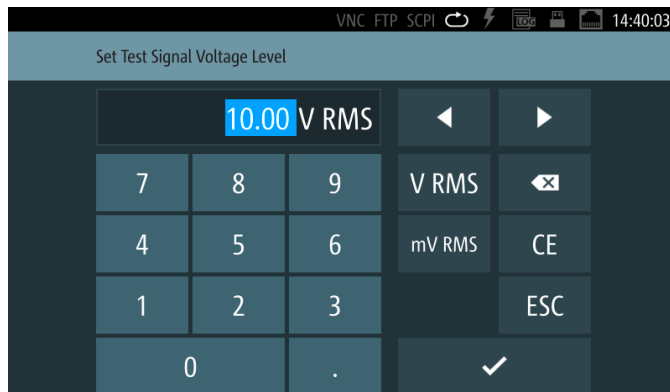 VNC FTP SCPI LOG 14:40:03
Set Test Signal Voltage Level
10.00 V RMS
7 8 9 V RMS
4 5 6 mV RMS CE
1 2 3 ESC
0 .